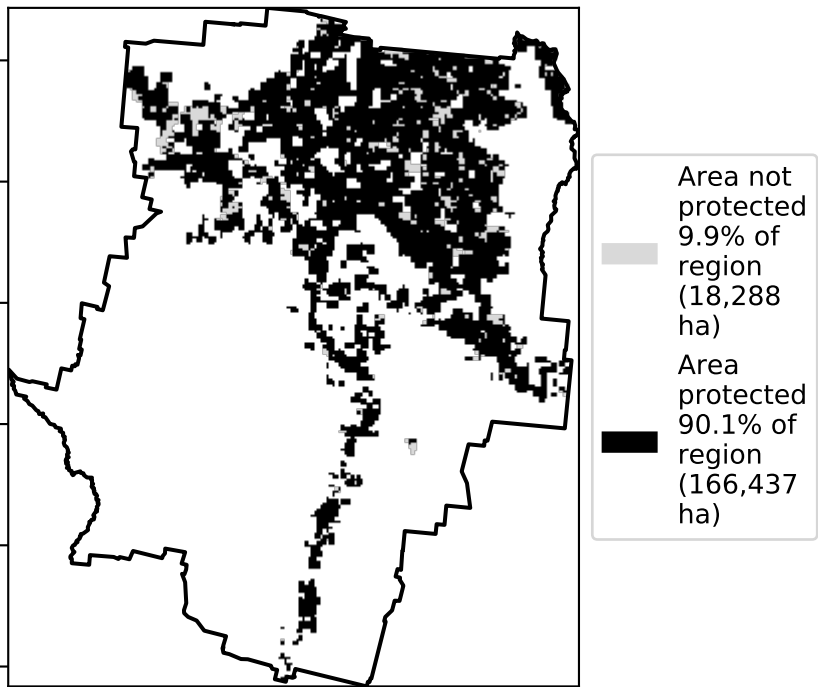 Area not
protected
9.9% of
region
(18,288
ha)
Area
protected
90.1% of
region
(166,437
ha)